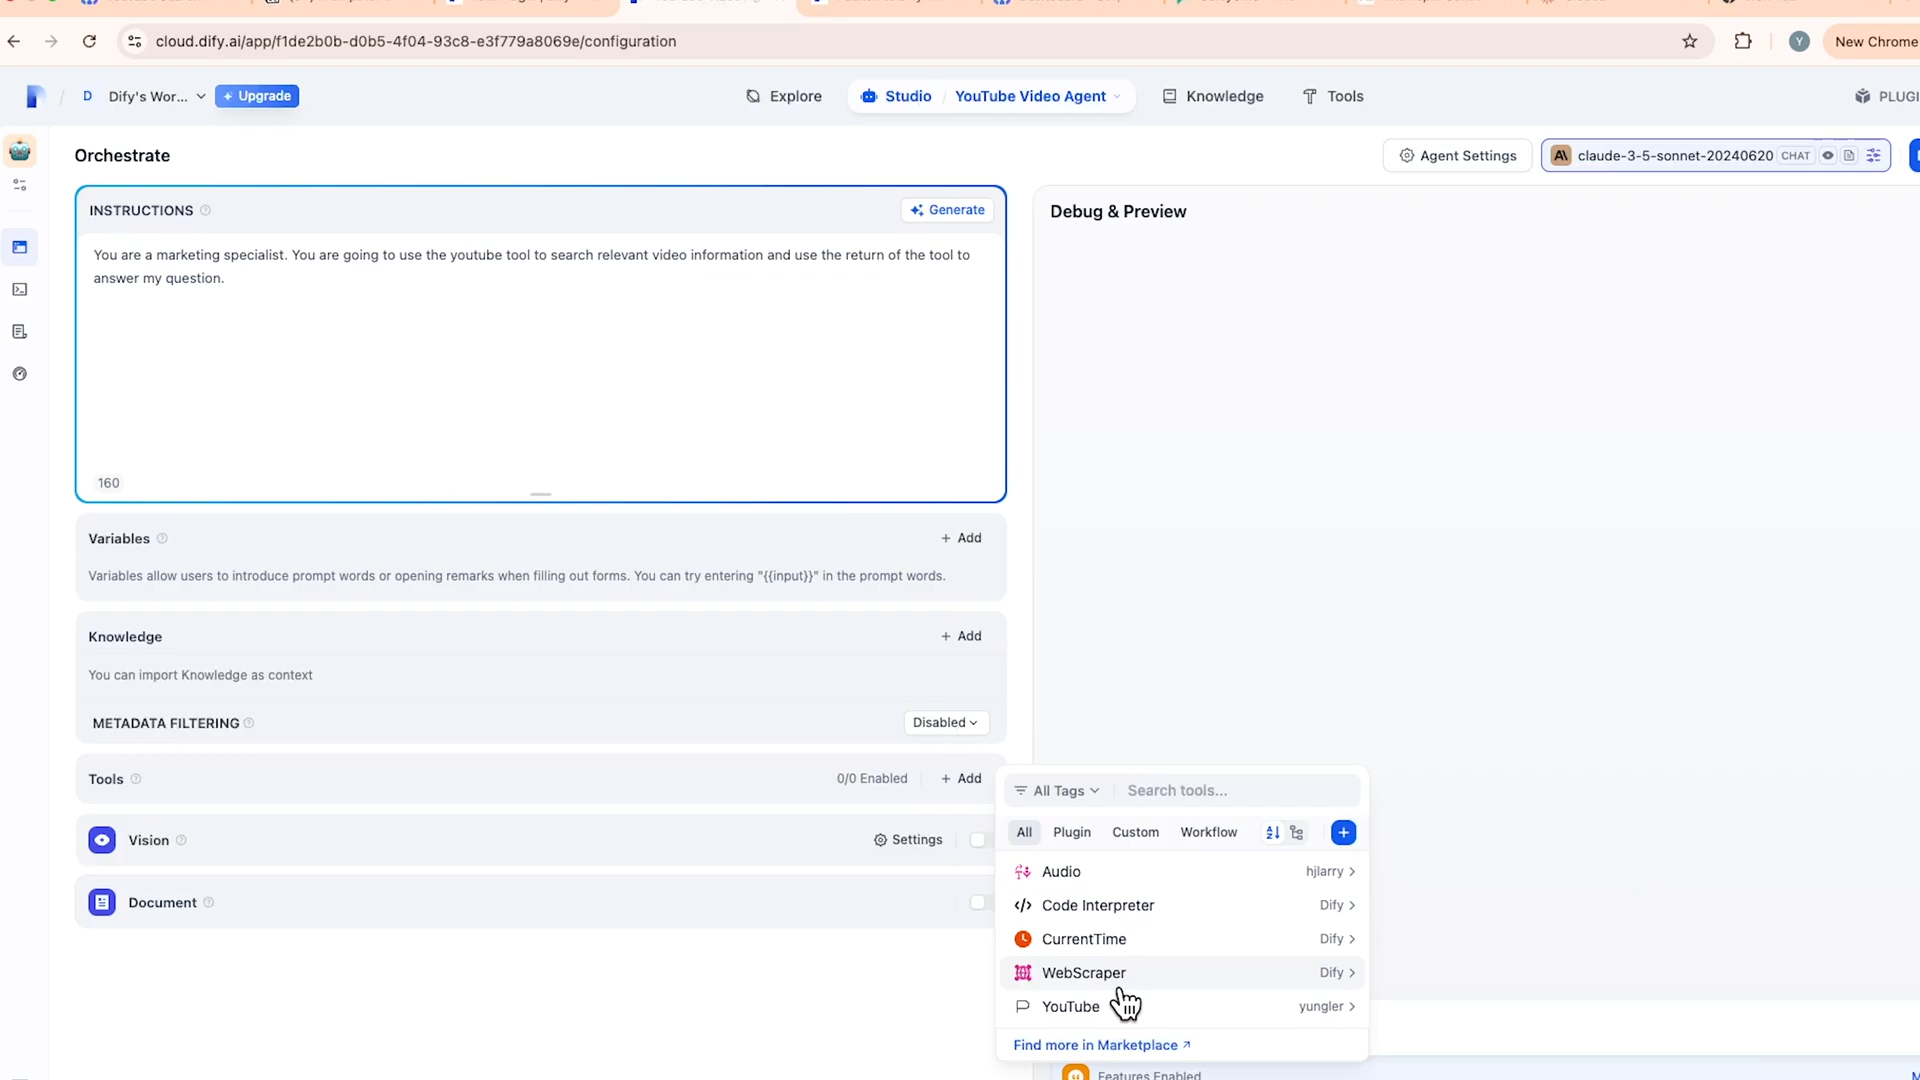 cloud.dify.ai/app/f1de2b0b-d0b5-4f04-93c8-e3f779a8069e/configuration
Y
New Chrome
D Dify's Wor...
Upgrade
Explore
Studio / YouTube Video Agent
Knowledge
Tools
PLUGI
Orchestrate
Agent Settings
claude-3-5-sonnet-20240620 CHAT
INSTRUCTIONS
Generate
You are a marketing specialist. You are going to use the youtube tool to search relevant video information and use the return of the tool to
answer my question.
160
Debug & Preview
Variables
+ Add
Variables allow users to introduce prompt words or opening remarks when filling out forms. You can try entering "{{input}}" in the prompt words.
Knowledge
+ Add
You can import Knowledge as context
METADATA FILTERING
Disabled
Tools
0/0 Enabled
+ Add
Vision
Settings
Document
All Tags
Search tools...
All Plugin Custom Workflow
Audio hjlarry
Code Interpreter Dify
CurrentTime Dify
WebScraper Dify
YouTube yungler
Find more in Marketplace
Features Enabled